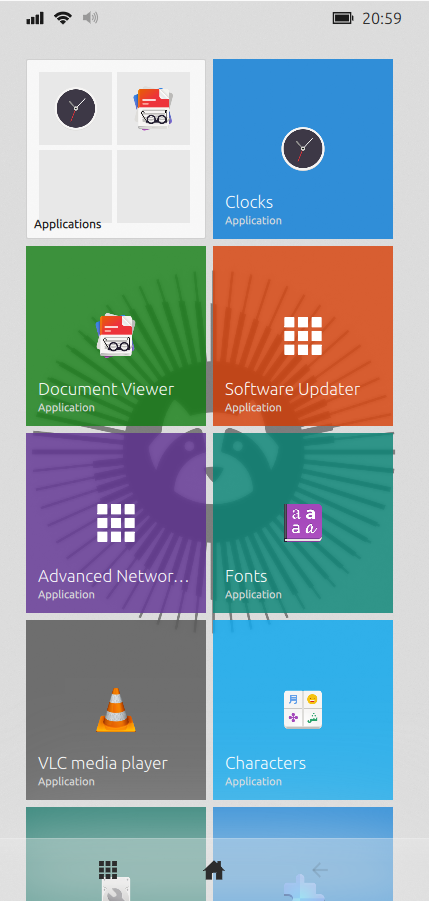 20:59
Applications
Clocks
Application
Document Viewer
Application
Software Updater
Application
Advanced Networ...
Application
Fonts
Application
VLC media player
Application
Characters
Application